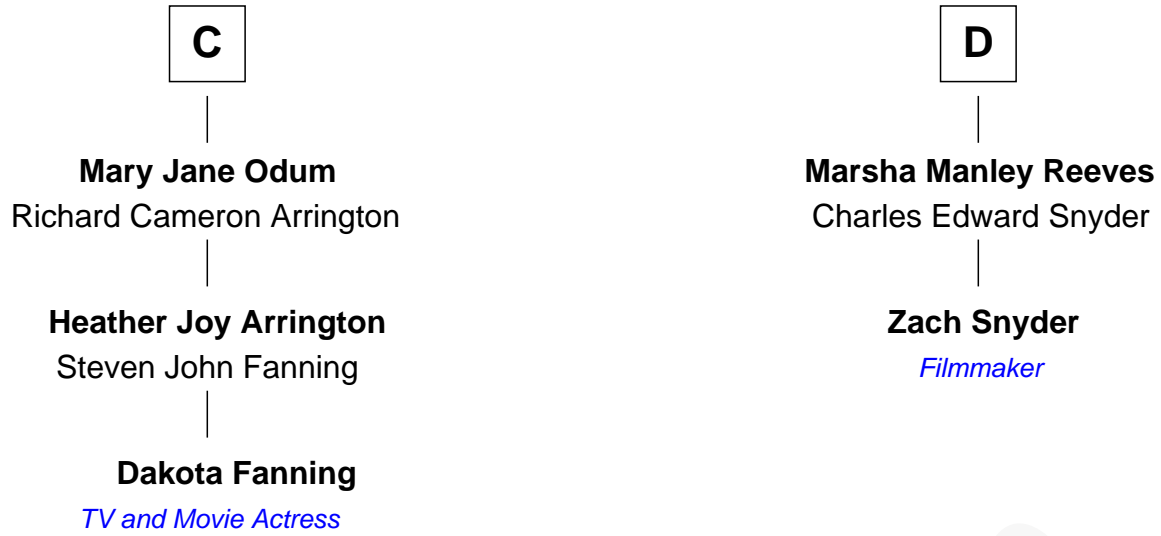 C
Mary Jane Odum
Richard Cameron Arrington
Heather Joy Arrington
Steven John Fanning
Dakota Fanning
TV and Movie Actress
D
Marsha Manley Reeves
Charles Edward Snyder
Zach Snyder
Filmmaker